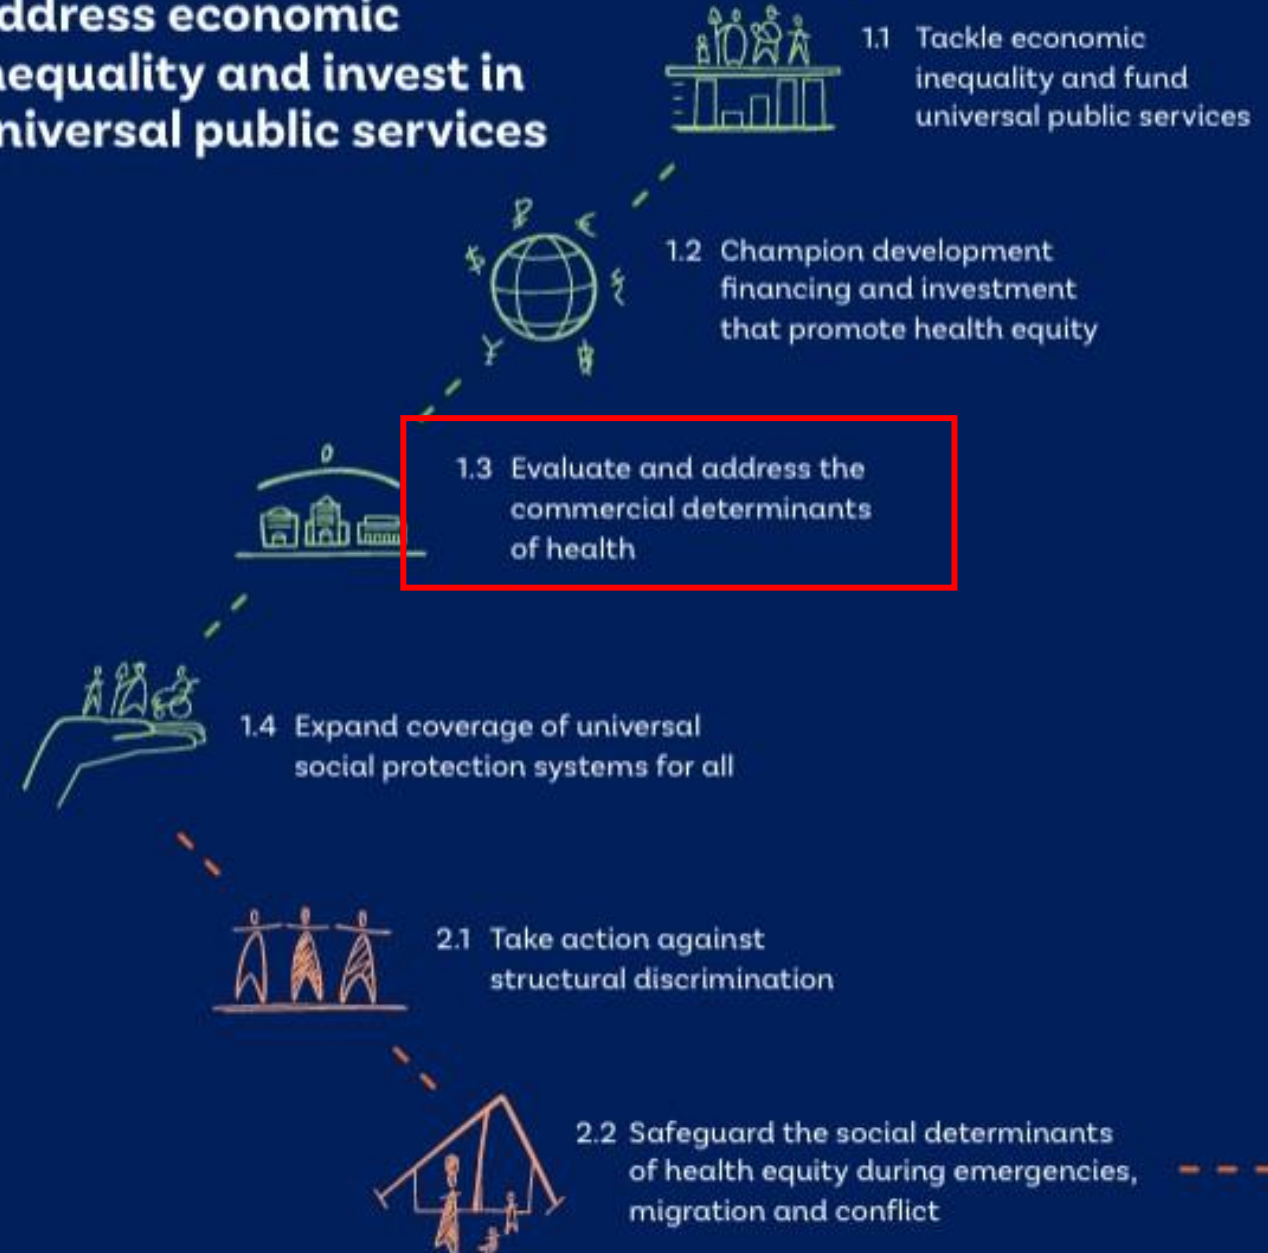 ddress economic
equality and invest in
niversal public services
1.1 Tackle economic
inequality and fund
universal public services
1.2 Champion development
financing and investment
that promote health equity
1.3 Evaluate and address the
commercial determinants
of health
1.4 Expand coverage of universal
social protection systems for all
2.1 Take action against
structural discrimination
2.2 Safeguard the social determinants
of health equity during emergencies,
migration and conflict